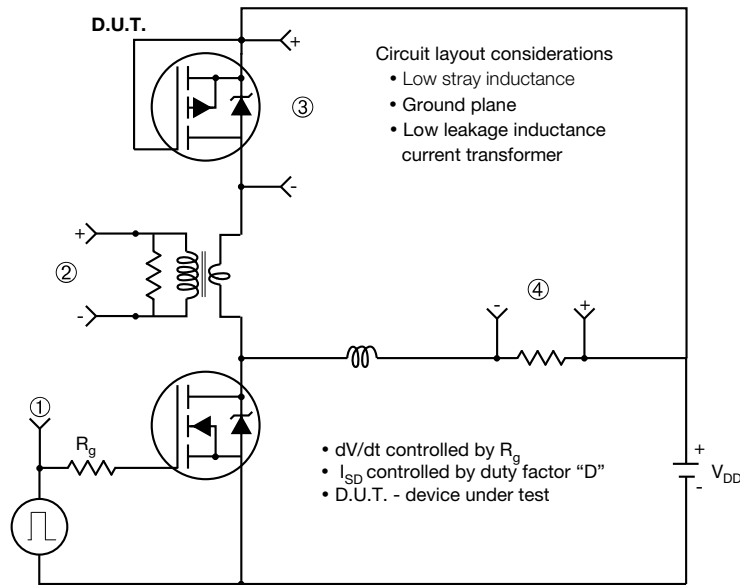 D.U.T.
+
Circuit layout considerations
• Low stray inductance
③
• Ground plane
• Low leakage inductance
current transformer
-
+
②
④
-
+
-
①
R_g
• dV/dt controlled by R_g
• I_SD controlled by duty factor “D”
• D.U.T. - device under test
+
V_DD
-